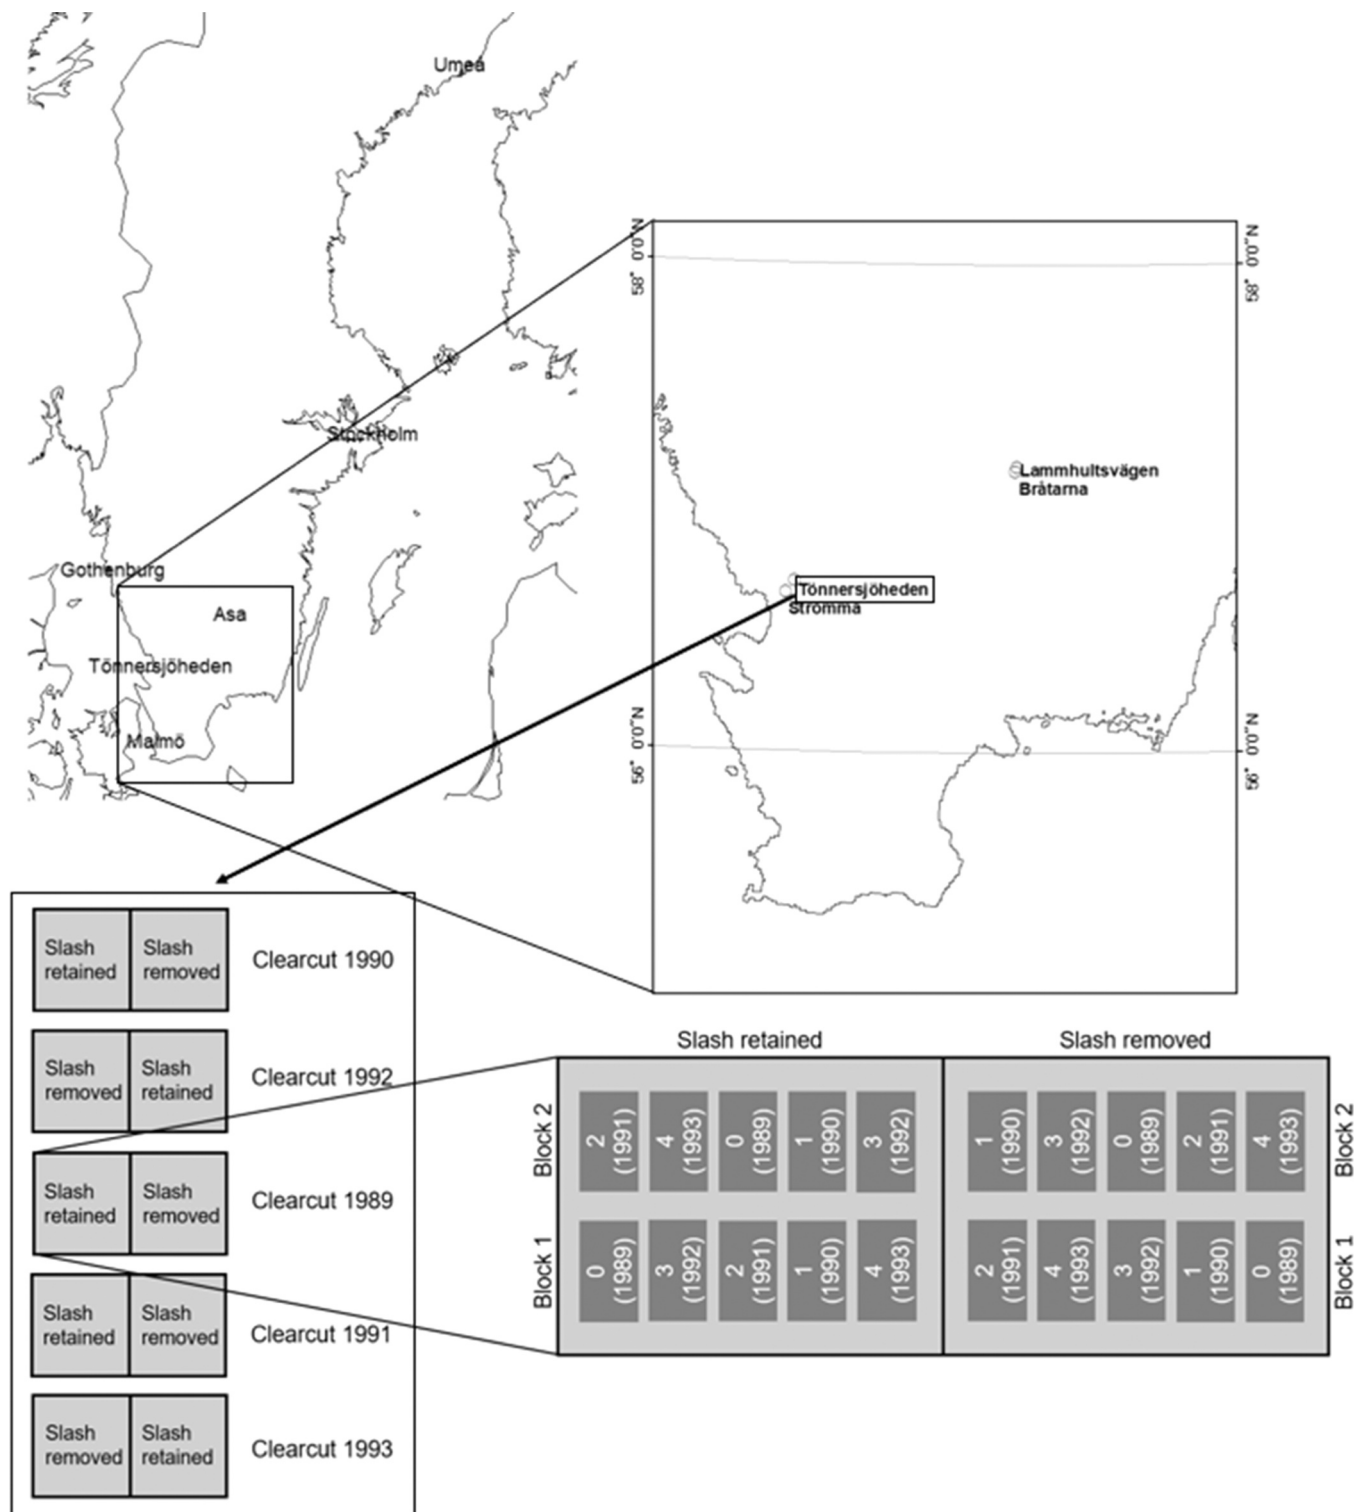 Umeå
Stockholm
Gothenburg
Asa
Tönnersjöheden
Malmö
58° 0'0"N
58° 0'0"N
Lammhultsvägen
Bråtarna
Tönnersjöheden
Strömma
56° 0'0"N
56° 0'0"N
Slash retained
Slash removed
Clearcut 1990
Slash removed
Slash retained
Clearcut 1992
Slash retained
Slash removed
Clearcut 1989
Slash retained
Slash removed
Clearcut 1991
Slash removed
Slash retained
Clearcut 1993
Slash retained
Slash removed
Block 2
2 (1991)
4 (1993)
0 (1989)
1 (1990)
3 (1992)
1 (1990)
3 (1992)
0 (1989)
2 (1991)
4 (1993)
Block 2
Block 1
0 (1989)
3 (1992)
2 (1991)
1 (1990)
4 (1993)
2 (1991)
4 (1993)
3 (1992)
1 (1990)
0 (1989)
Block 1